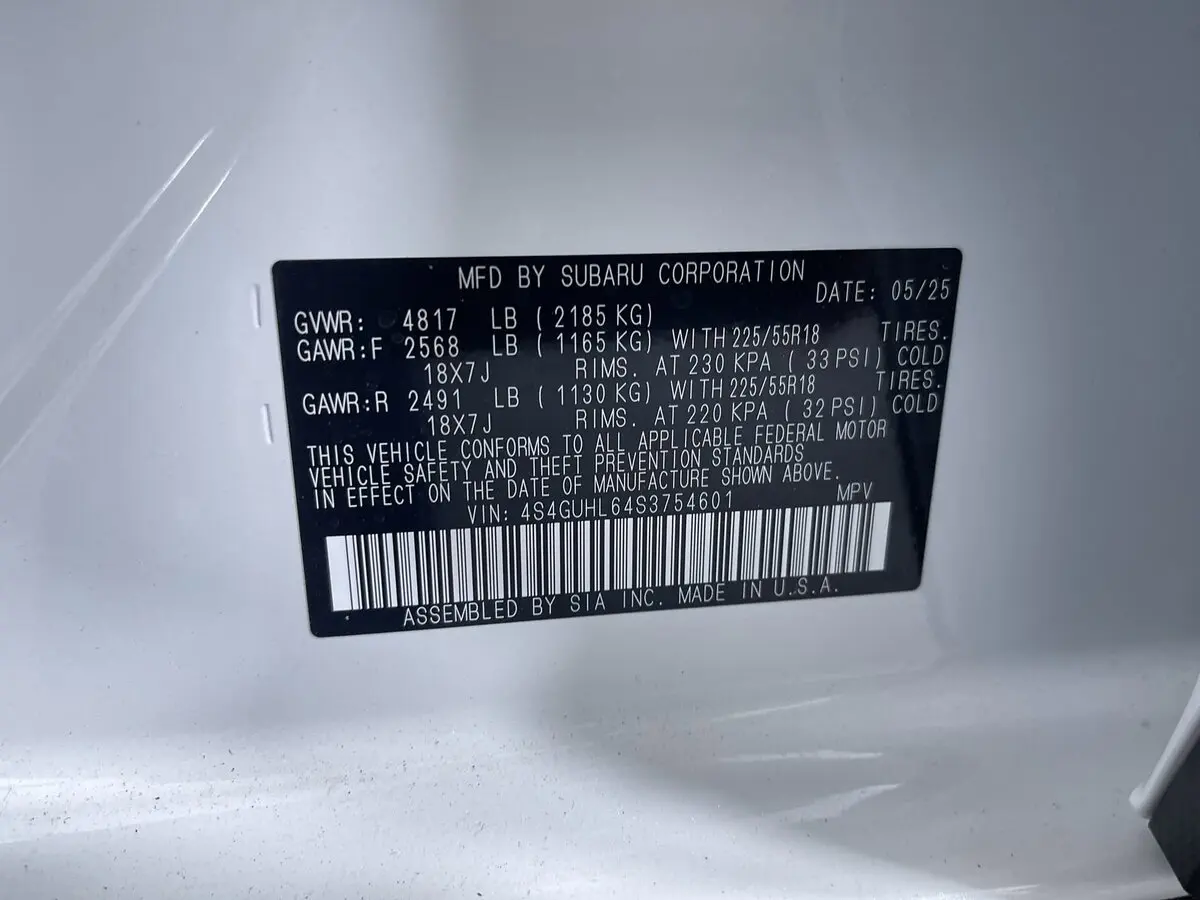 MFD BY SUBARU CORPORATION
DATE: 05/25
GVWR: 4817 LB ( 2185 KG)
GAWR:F 2568 LB ( 1165 KG) WITH 225/55R18 TIRES.
18X7J RIMS. AT 230 KPA ( 33 PSI) COLD
GAWR:R 2491 LB ( 1130 KG) WITH 225/55R18 TIRES.
18X7J RIMS. AT 220 KPA ( 32 PSI) COLD
THIS VEHICLE CONFORMS TO ALL APPLICABLE FEDERAL MOTOR
VEHICLE SAFETY AND THEFT PREVENTION STANDARDS
IN EFFECT ON THE DATE OF MANUFACTURE SHOWN ABOVE.
VIN: 4S4GUHL64S3754601 MPV
ASSEMBLED BY SIA INC. MADE IN U.S.A.